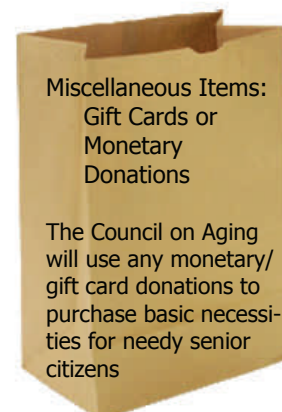 Miscellaneous Items:
Gift Cards or
Monetary
Donations
The Council on Aging
will use any monetary/
gift card donations to
purchase basic necessi-
ties for needy senior
citizens